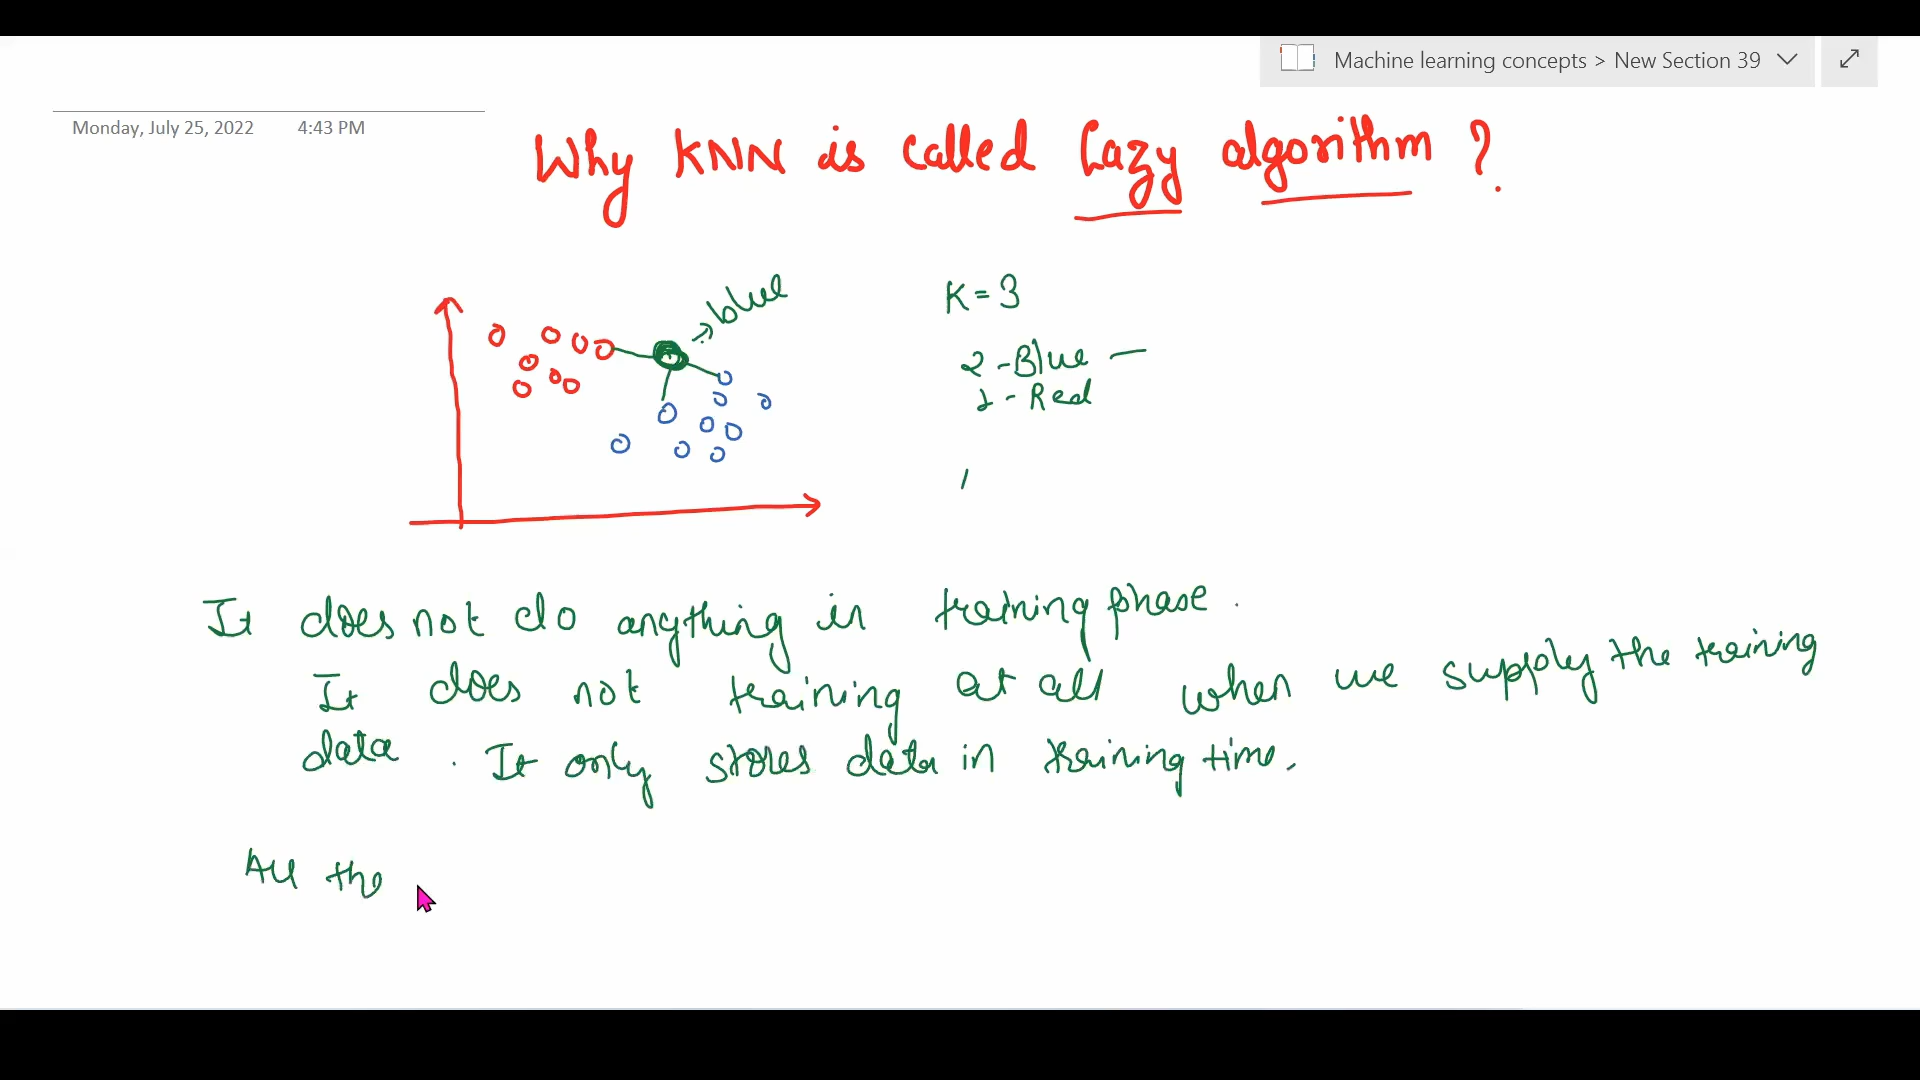 Machine learning concepts > New Section 39
Monday, July 25, 2022 4:43 PM
Why KNN is called Lazy algorithm ?
blue
K = 3
2 - Blue —
1 - Red
It does not do anything in training phase.
It does not training at all when we supply the training
data. It only stores data in training time.
All the